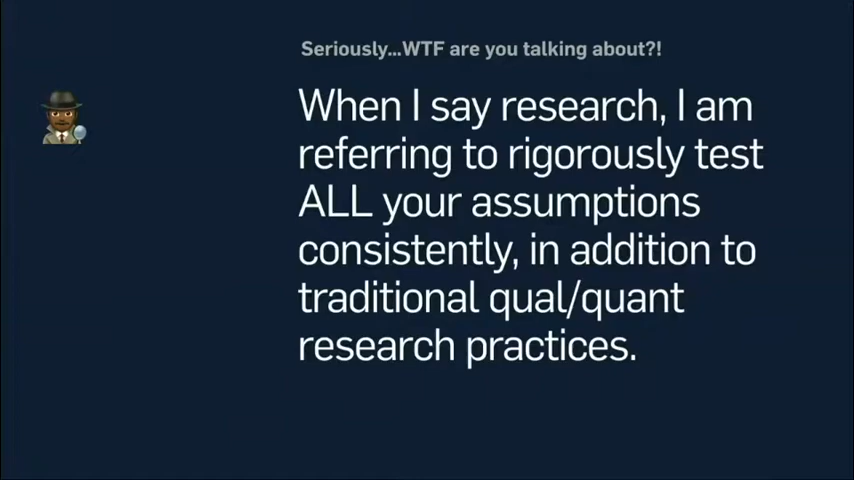 Seriously...WTF are you talking about?!
When I say research, I am
referring to rigorously test
ALL your assumptions
consistently, in addition to
traditional qual/quant
research practices.